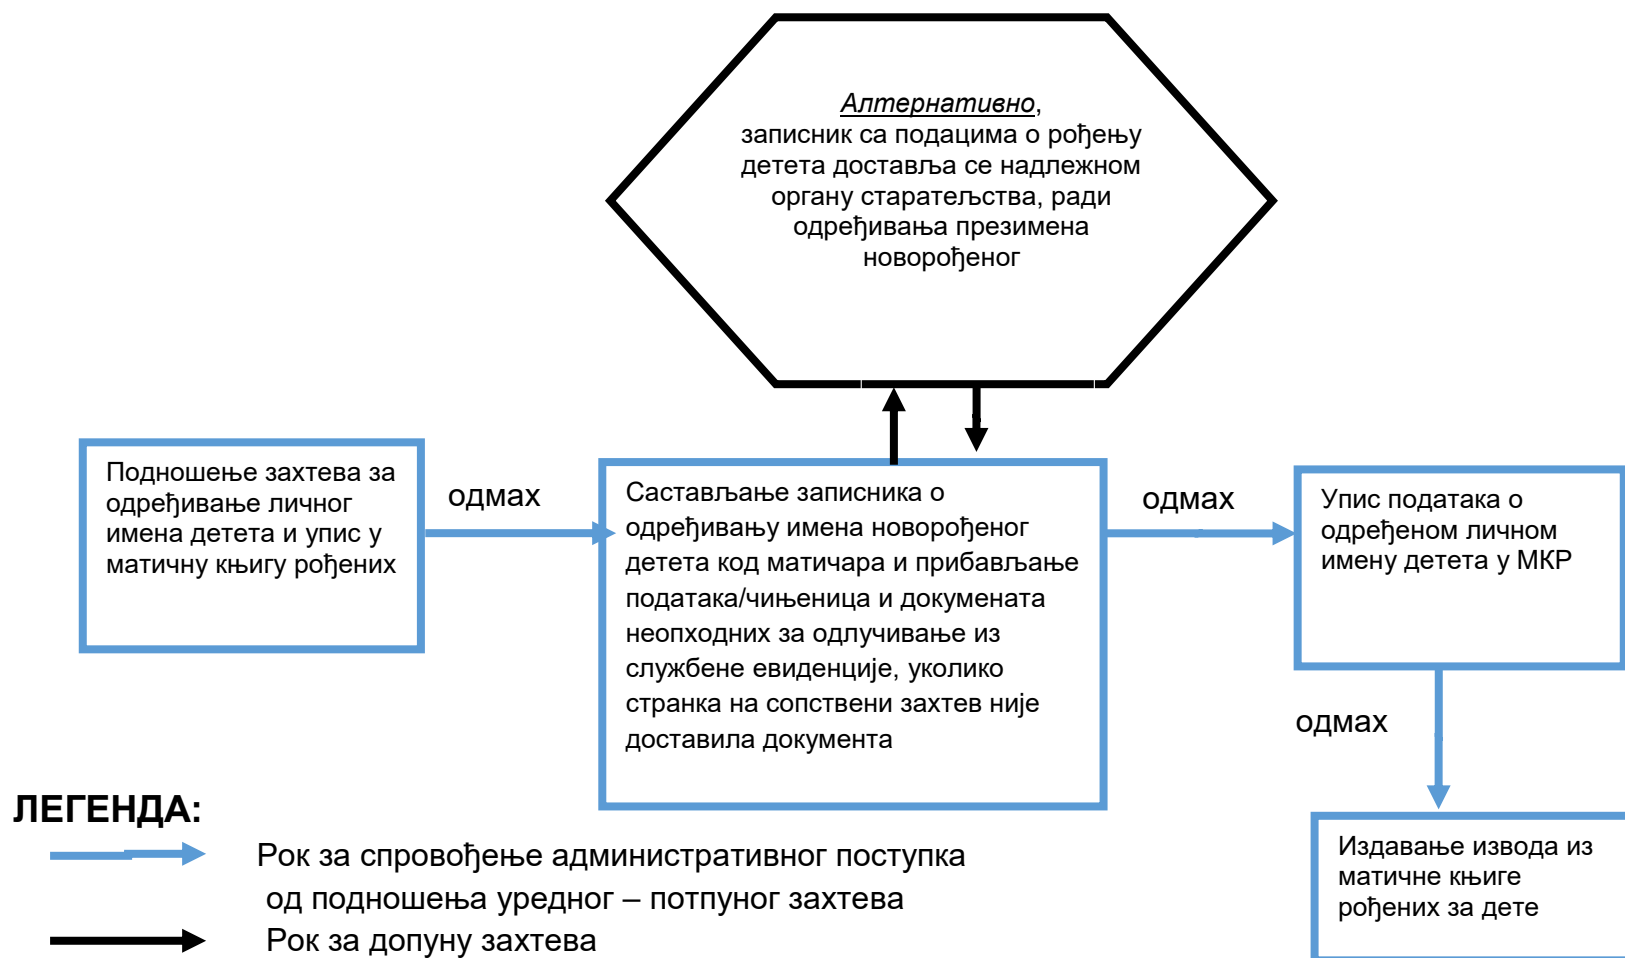 Алтернативно,
записник са подацима о рођењу
детета доставља се надлежном
органу старатељства, ради
одређивања презимена
новорођеног
Подношење захтева за
одређивање личног
имена детета и упис у
матичну књигу рођених
одмах
Састављање записника о
одређивању имена новорођеног
детета код матичара и прибављање
података/чињеница и докумената
неопходних за одлучивање из
службене евиденције, уколико
странка на сопствени захтев није
доставила документа
одмах
Упис података о
одређеном личном
имену детета у МКР
одмах
Издавање извода из
матичне књиге
рођених за дете
ЛЕГЕНДА:
Рок за спровођење административног поступка
од подношења уредног – потпуног захтева
Рок за допуну захтева